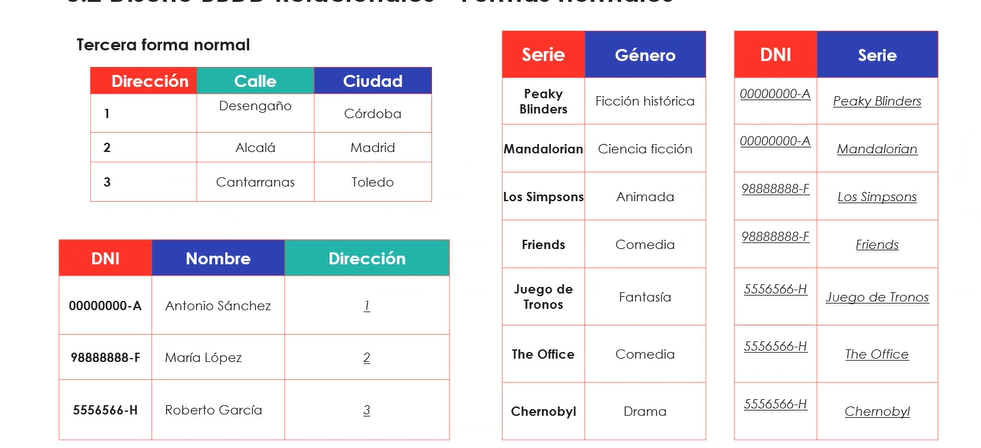 Tercera forma normal
Dirección Calle Ciudad
1 Desengaño Córdoba
2 Alcalá Madrid
3 Cantarranas Toledo
DNI Nombre Dirección
00000000-A Antonio Sánchez 1
98888888-F María López 2
5556566-H Roberto García 3
Serie Género
Peaky
Blinders Ficción histórica
Mandalorian Ciencia ficción
Los Simpsons Animada
Friends Comedia
Juego de
Tronos Fantasía
The Office Comedia
Chernobyl Drama
DNI Serie
00000000-A Peaky Blinders
00000000-A Mandalorian
98888888-F Los Simpsons
98888888-F Friends
5556566-H Juego de Tronos
5556566-H The Office
5556566-H Chernobyl